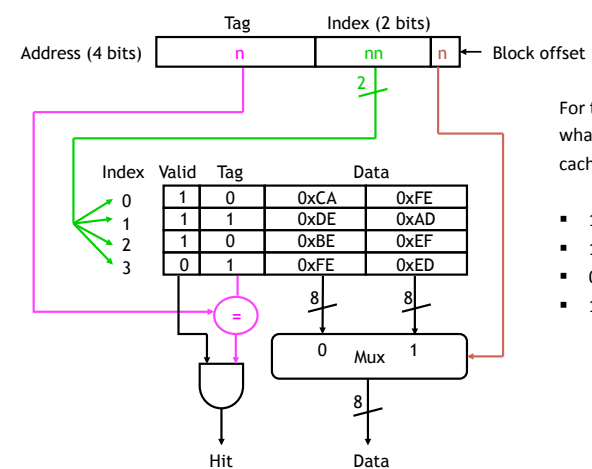 Tag Index (2 bits)
Address (4 bits) n nn n Block offset
2
For t
wha
cach
Index Valid Tag Data
0 1 0 0xCA 0xFE
1 1 1 0xDE 0xAD
2 1 0 0xBE 0xEF
3 0 1 0xFE 0xED
▪ 1
▪ 1
▪ 0
▪ 1
8 8
=
0 Mux 1
8
Hit Data